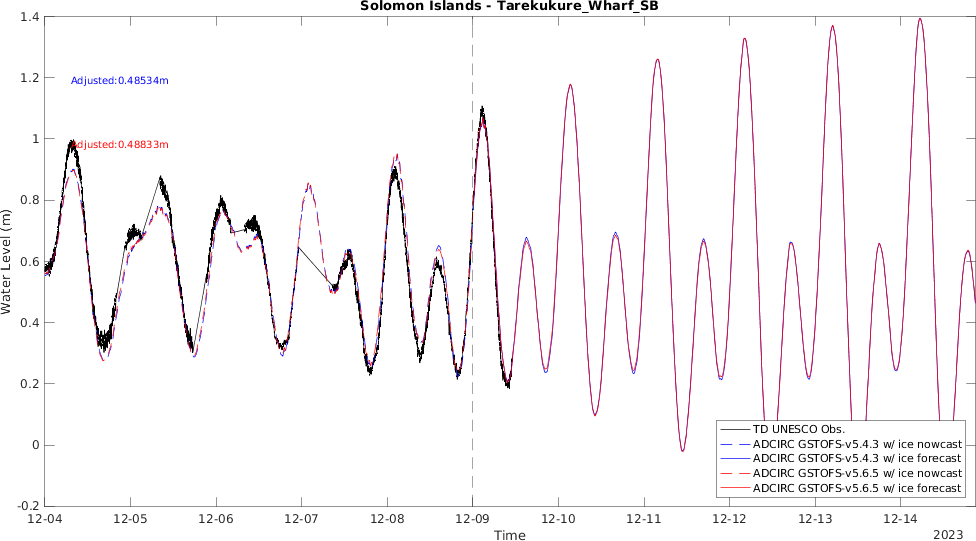 Solomon Islands - Tarekukure_Wharf_SB
1.4
1.2
1
0.8
0.6
0.4
0.2
0
-0.2
Water Level (m)
Adjusted:0.48534m
Adjusted:0.48833m
TD UNESCO Obs.
ADCIRC GSTOFS-v5.4.3 w/ ice nowcast
ADCIRC GSTOFS-v5.4.3 w/ ice forecast
ADCIRC GSTOFS-v5.6.5 w/ ice nowcast
ADCIRC GSTOFS-v5.6.5 w/ ice forecast
12-04 12-05 12-06 12-07 12-08 12-09 12-10 12-11 12-12 12-13 12-14
Time
2023